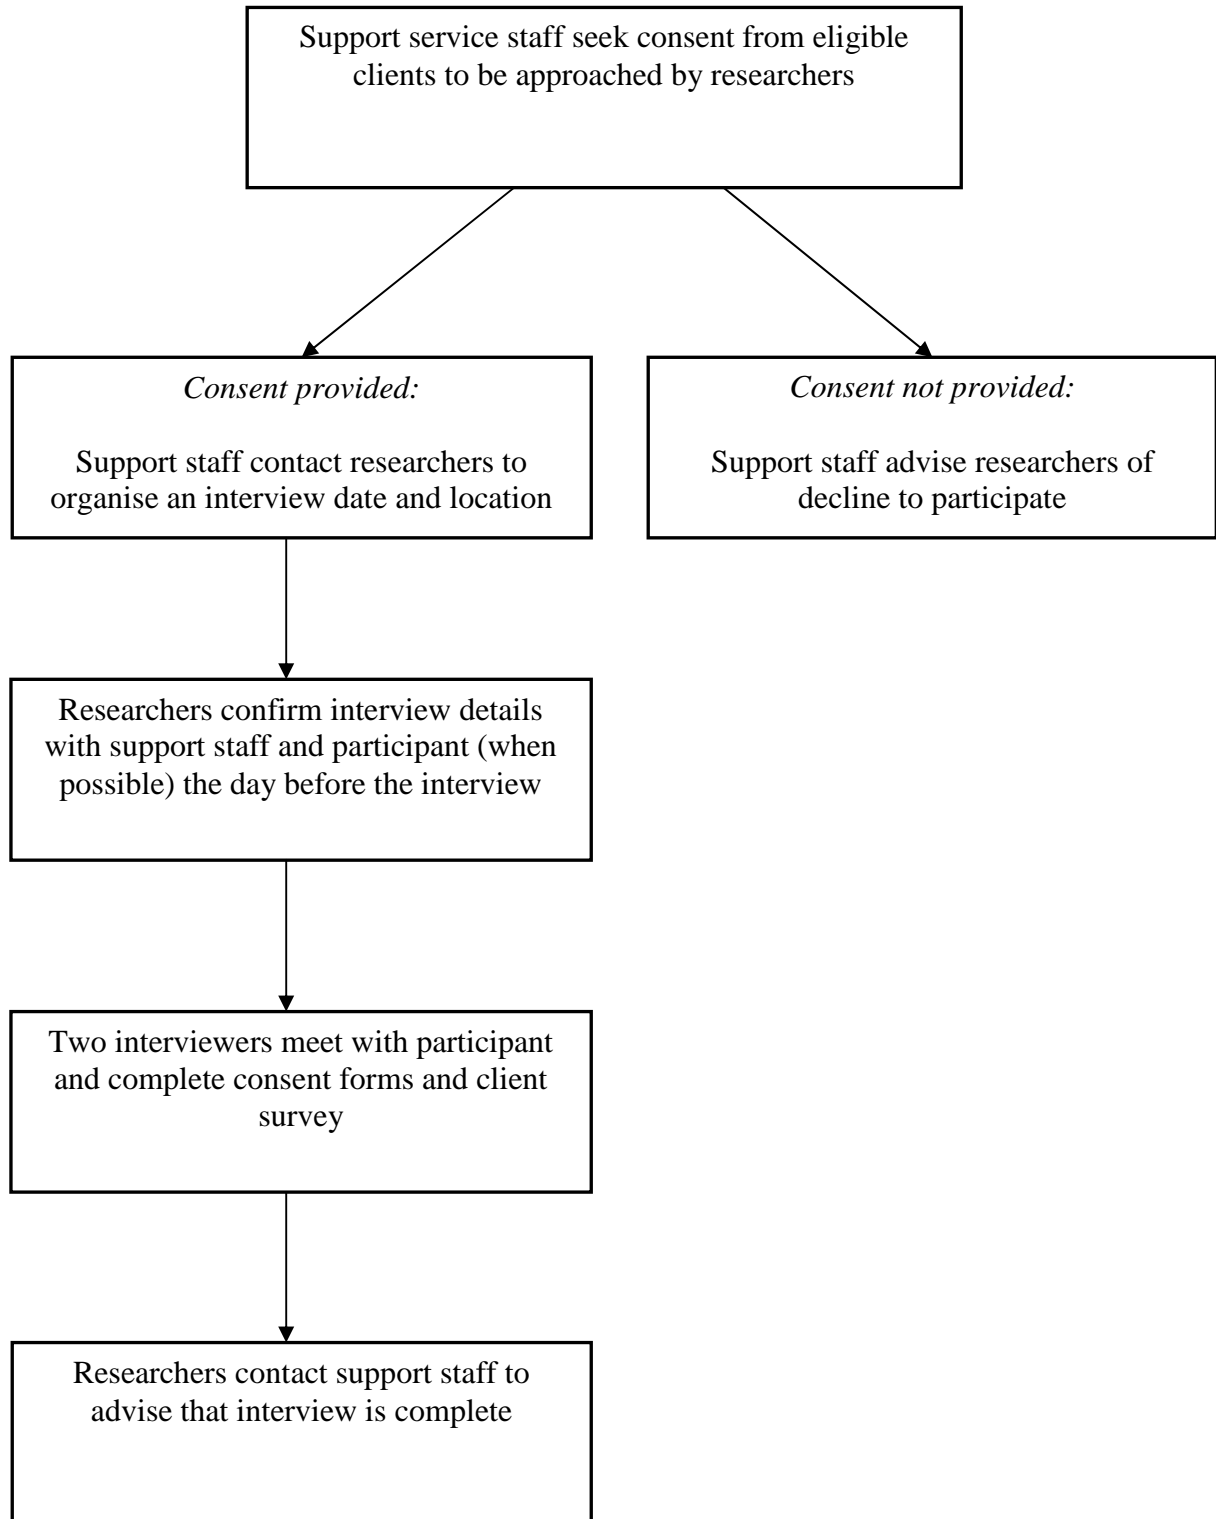 Support service staff seek consent from eligible
clients to be approached by researchers
Consent provided:
Support staff contact researchers to
organise an interview date and location
Consent not provided:
Support staff advise researchers of
decline to participate
Researchers confirm interview details
with support staff and participant (when
possible) the day before the interview
Two interviewers meet with participant
and complete consent forms and client
survey
Researchers contact support staff to
advise that interview is complete